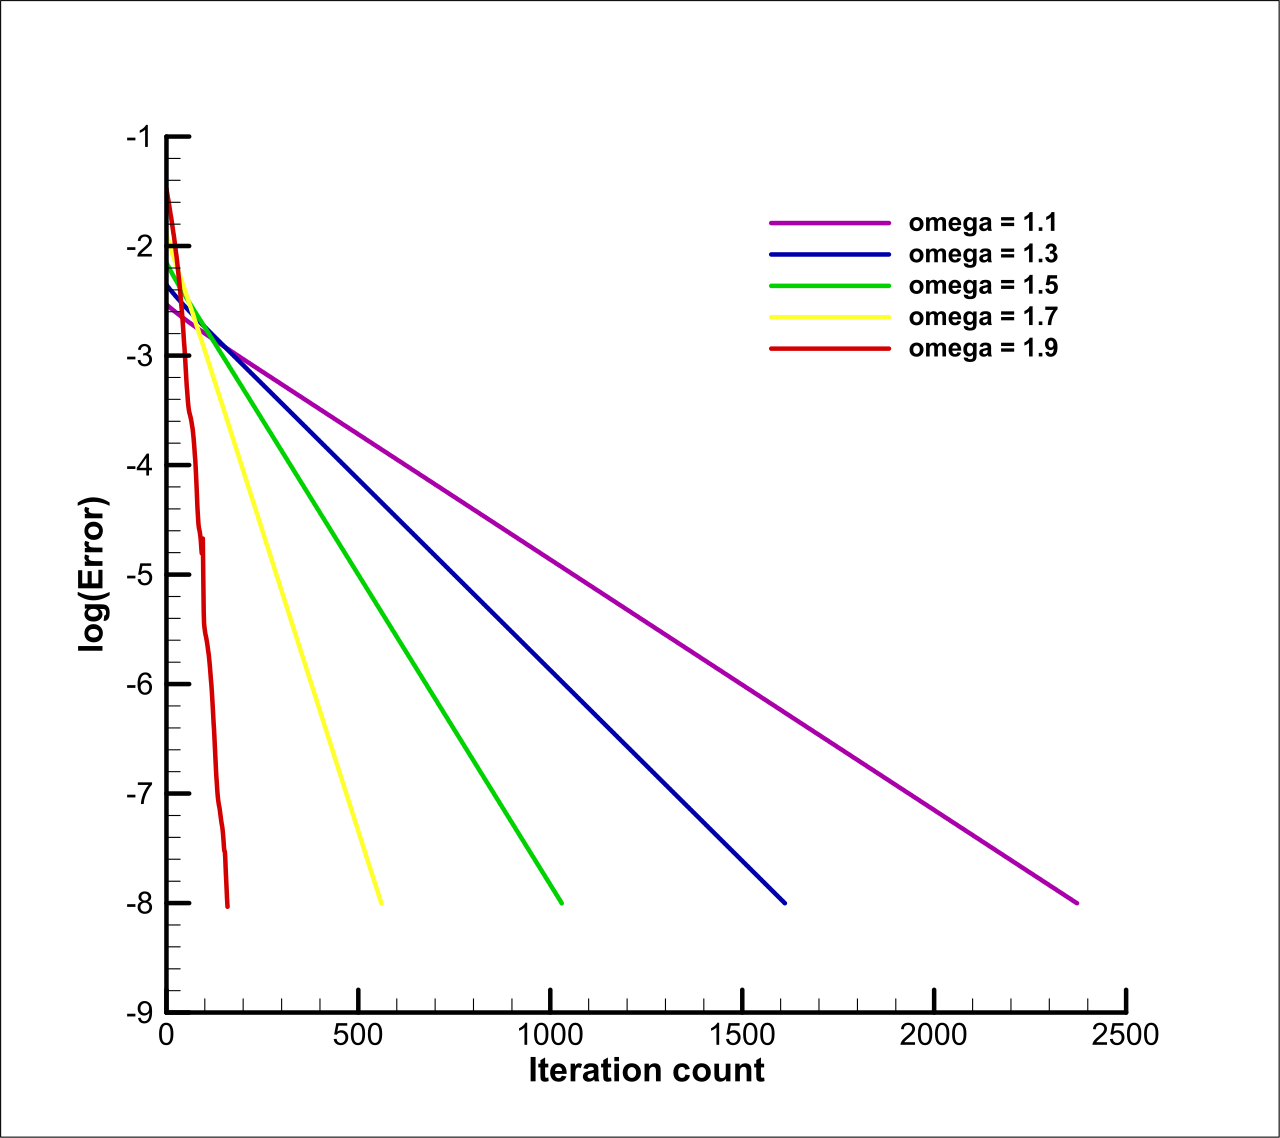 -1
-2
-3
-4
-5
-6
-7
-8
-9
log(Error)
omega = 1.1
omega = 1.3
omega = 1.5
omega = 1.7
omega = 1.9
0 500 1000 1500 2000 2500
Iteration count